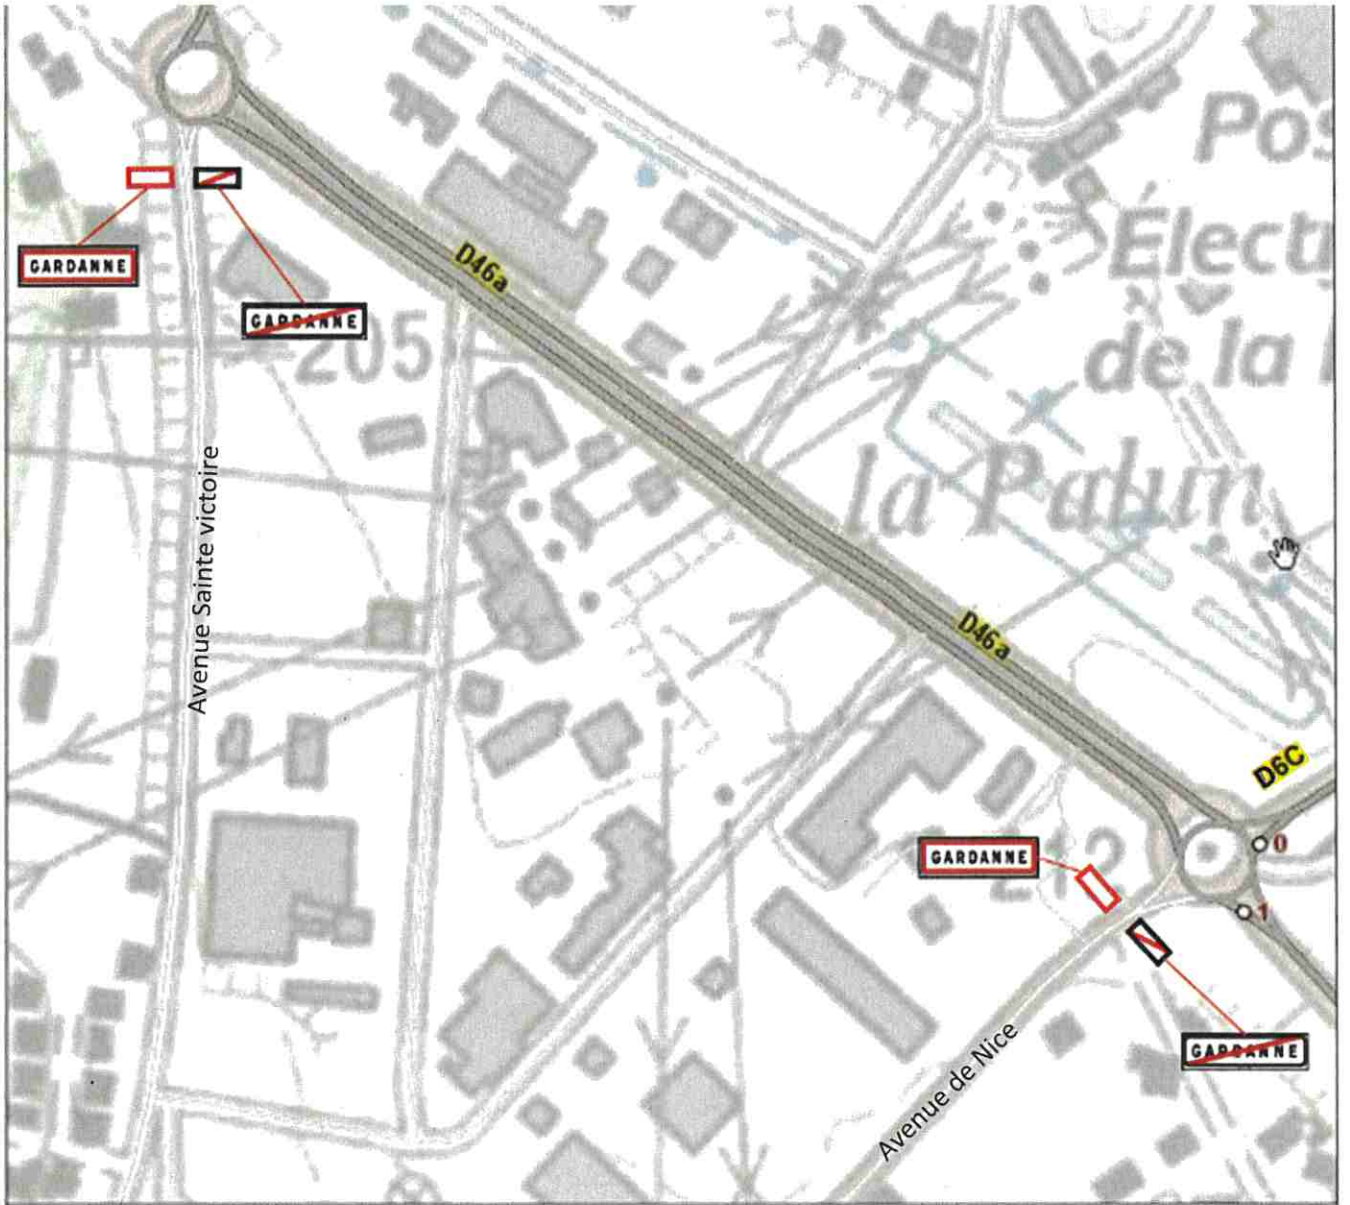 Pos
Élect
GARDANNE
D46a
GARDANNE
205
de la
la Palun
Avenue Sainte victoire
D46a
D6C
0
GARDANNE
212
1
Avenue de Nice
GARDANNE